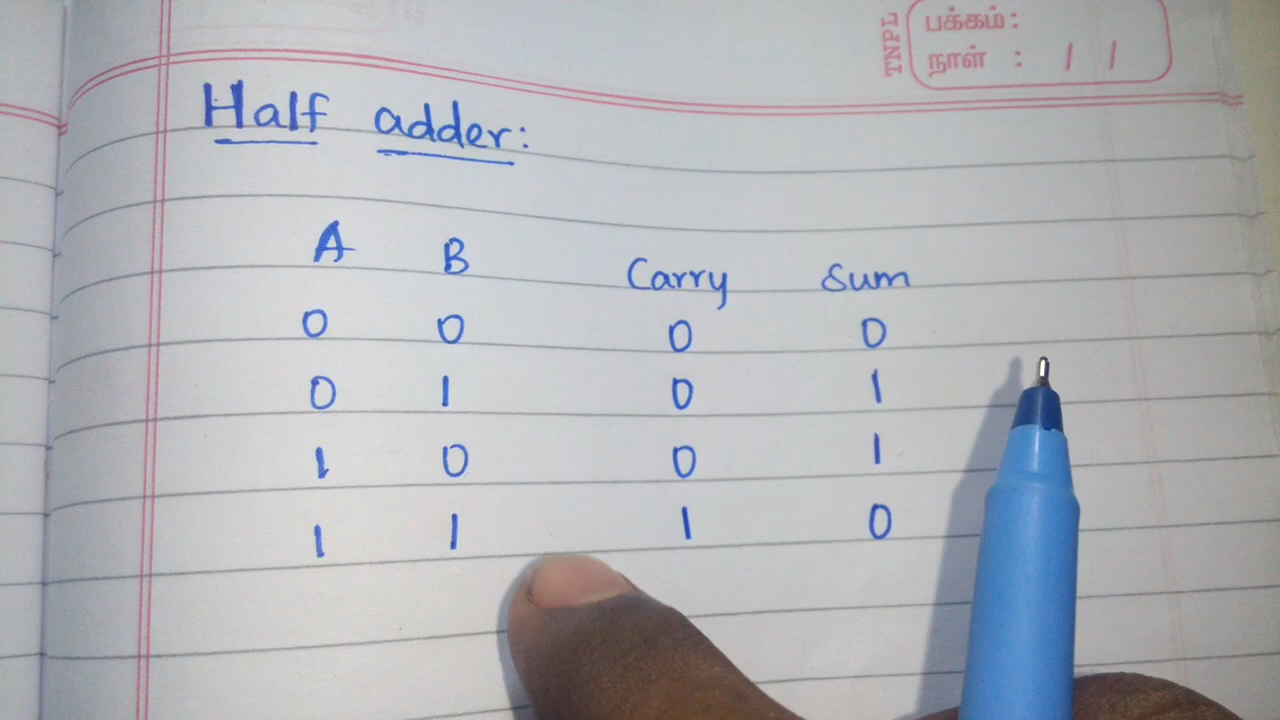 TNPL
பக்கம்:
நாள் : / /
Half adder:
A B Carry Sum
0 0 0 0
0 1 0 1
1 0 0 1
1 1 1 0